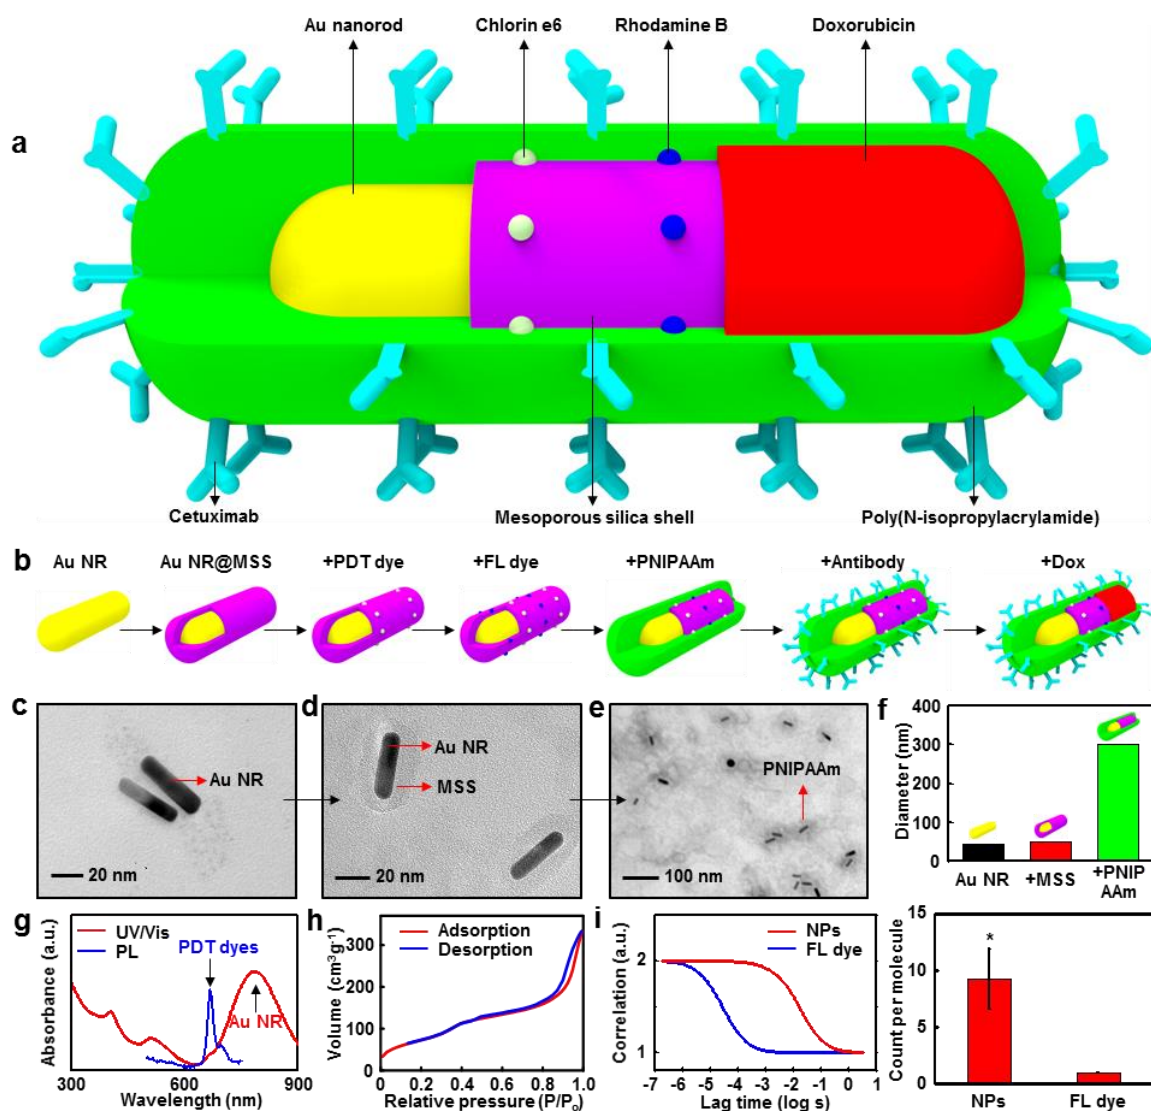 Au nanorod Chlorin e6 Rhodamine B Doxorubicin
a
Cetuximab Mesoporous silica shell Poly(N-isopropylacrylamide)
b Au NR Au NR@MSS +PDT dye +FL dye +PNIPAAm +Antibody +Dox
c
Au NR
20 nm
d
Au NR
MSS
20 nm
e
PNIPAAm
100 nm
f
Diameter (nm)
400
300
200
100
0
Au NR +MSS +PNIP
AAm
g
Absorbance (a.u.)
UV/Vis
PL
PDT dyes
Au NR
300 600 900
Wavelength (nm)
h
Volume (cm³g⁻¹)
Adsorption
Desorption
300
200
100
0
0 0.2 0.4 0.6 0.8 1.0
Relative pressure (P/Pₒ)
i
Correlation (a.u.)
NPs
FL dye
2
1
-7 -6 -5 -4 -3 -2 -1 0 1
Lag time (log s)
Count per molecule
15
10
5
0
*
NPs FL dye